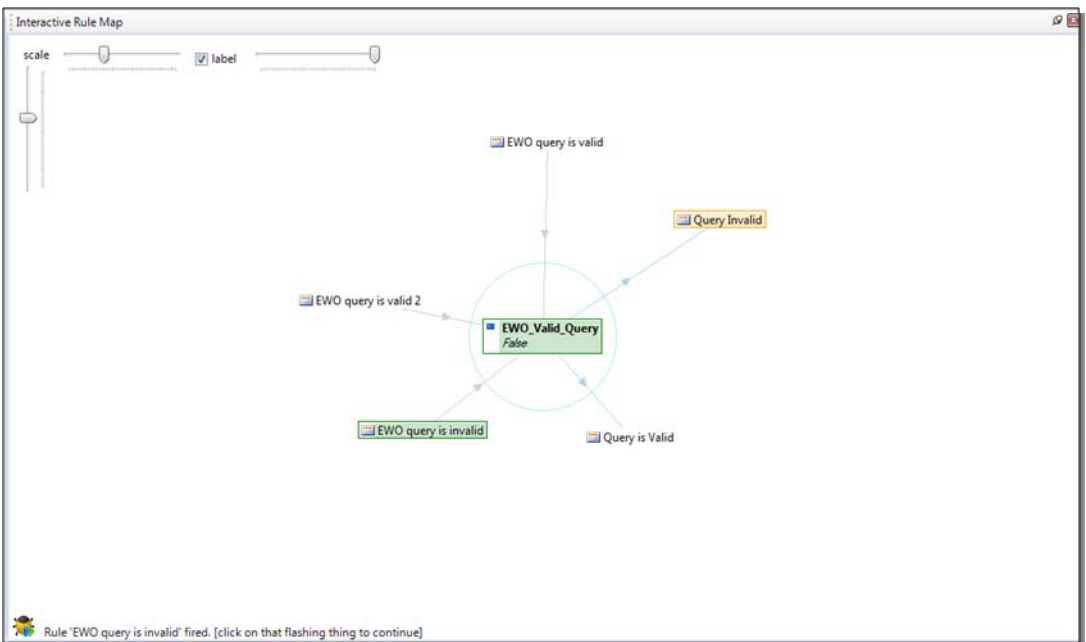 Interactive Rule Map
scale
label
EWO query is valid
Query Invalid
EWO query is valid 2
EWO_Valid_Query
False
EWO query is invalid
Query is Valid
Rule 'EWO query is invalid' fired. [click on that flashing thing to continue]